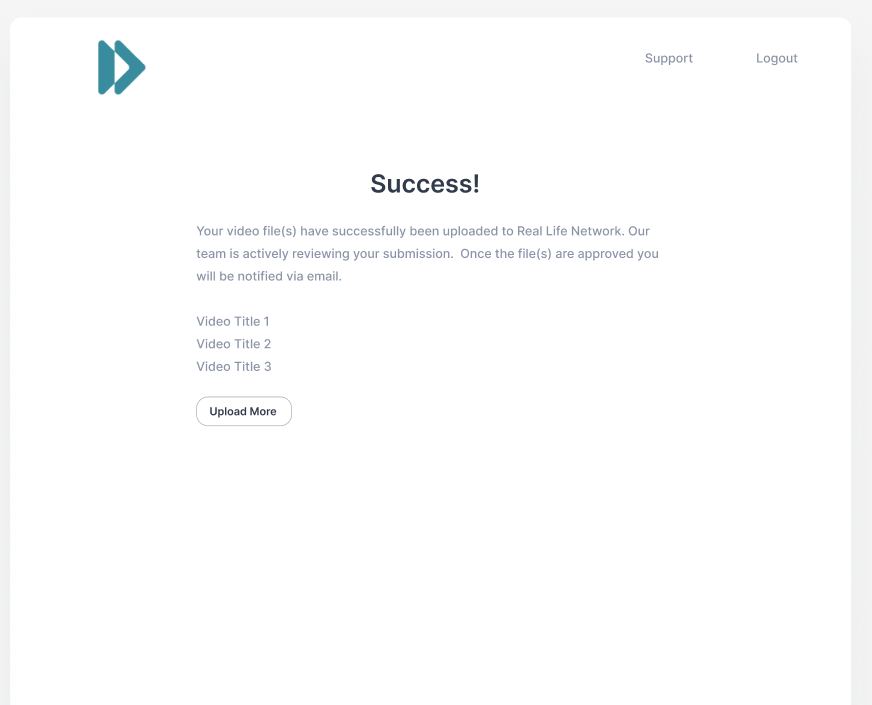 Support Logout
Success!
Your video file(s) have successfully been uploaded to Real Life Network. Our
team is actively reviewing your submission.  Once the file(s) are approved you
will be notified via email.
Video Title 1
Video Title 2
Video Title 3
Upload More